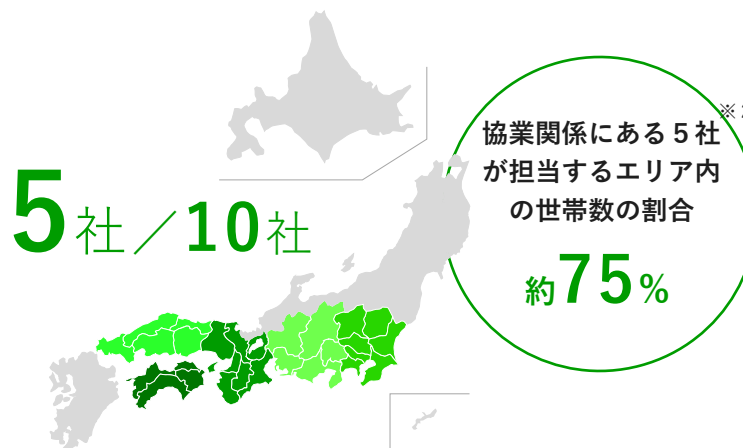 5社／10社
※
協業関係にある5社
が担当するエリア内
の世帯数の割合
約75%